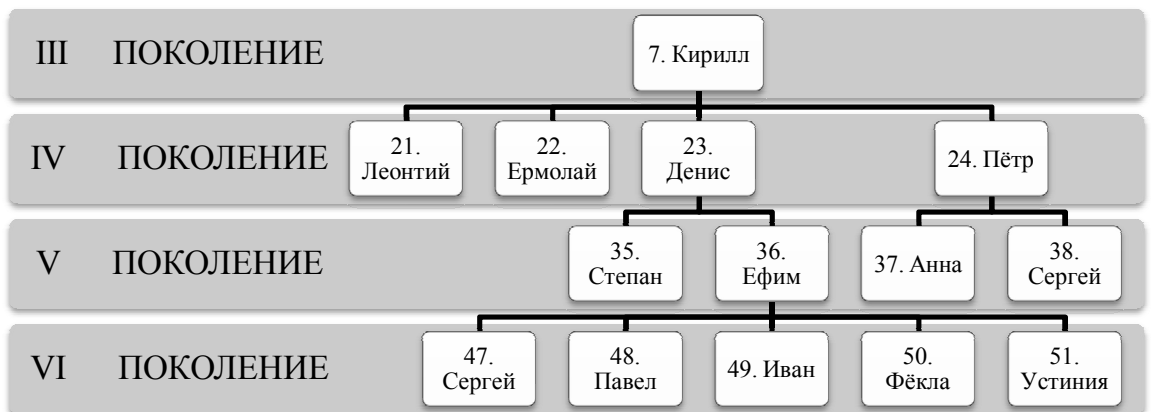 III ПОКОЛЕНИЕ
7. Кирилл
IV ПОКОЛЕНИЕ
21.
Леонтий
22.
Ермолай
23.
Денис
24. Пётр
V ПОКОЛЕНИЕ
35.
Степан
36.
Ефим
37. Анна
38.
Сергей
VI ПОКОЛЕНИЕ
47.
Сергей
48.
Павел
49. Иван
50.
Фёкла
51.
Устиния